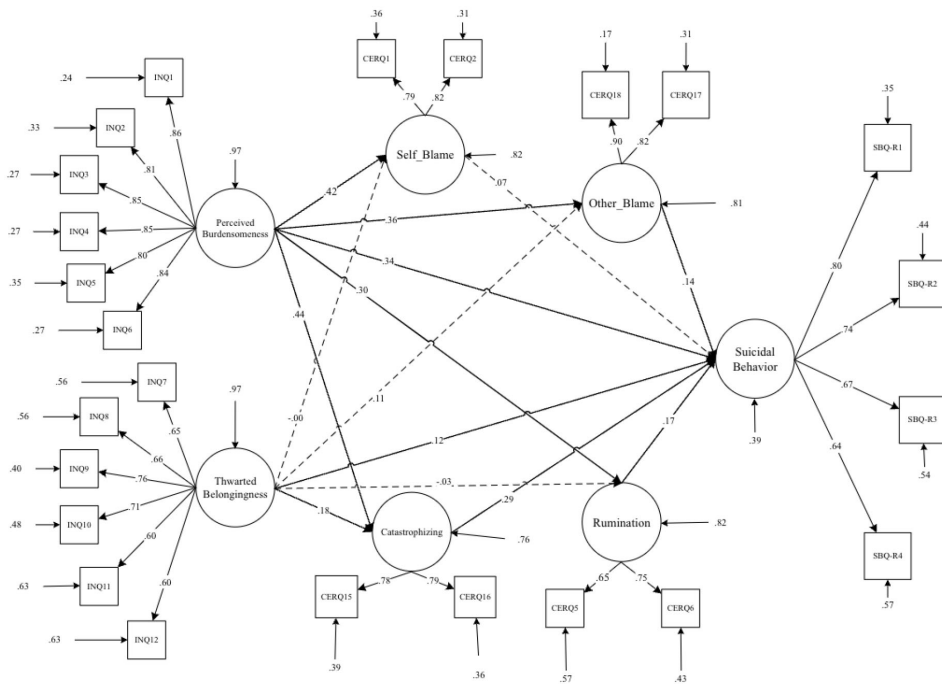 .36
.31
.17
.31
.24
INQ1
CERQ1
CERQ2
CERQ18
CERQ17
.35
.33
INQ2
.86
.79
.82
.90
.82
SBQ-R1
.27
INQ3
.81
.97
Self_Blame
.82
.85
.07
.27
INQ4
.85
Perceived
Burdensomeness
.42
.36
Other_Blame
.81
.44
.80
.35
INQ5
.84
.34
.80
SBQ-R2
.27
INQ6
.44
.30
.14
.74
Suicidal
Behavior
.56
INQ7
.97
.39
.67
SBQ-R3
.56
INQ8
.65
-.00
.11
.12
.17
.64
.54
.66
.40
INQ9
.76
Thwarted
Belongingness
-.03
.29
.48
INQ10
.71
.18
Catastrophizing
.76
Rumination
.82
SBQ-R4
.60
.63
INQ11
.60
.78
.79
.65
.75
.57
CERQ15
CERQ16
CERQ5
CERQ6
.63
INQ12
.39
.36
.57
.43